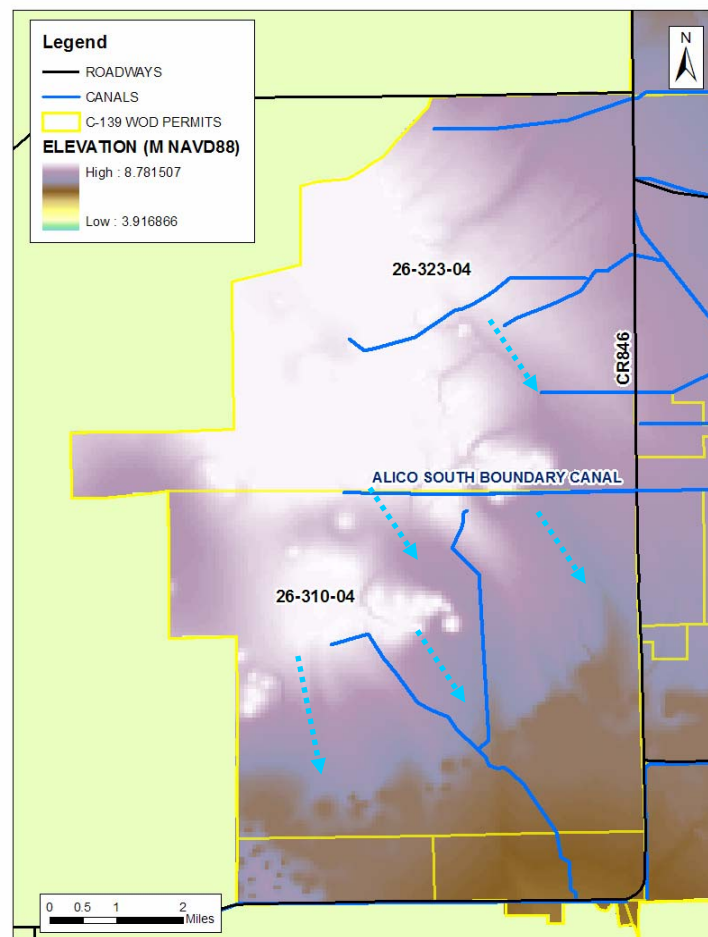 Legend
ROADWAYS
CANALS
C-139 WOD PERMITS
ELEVATION (M NAVD88)
High : 8.781507
Low : 3.916866
N
26-323-04
CR846
ALICO SOUTH BOUNDARY CANAL
26-310-04
0 0.5 1 2
Miles